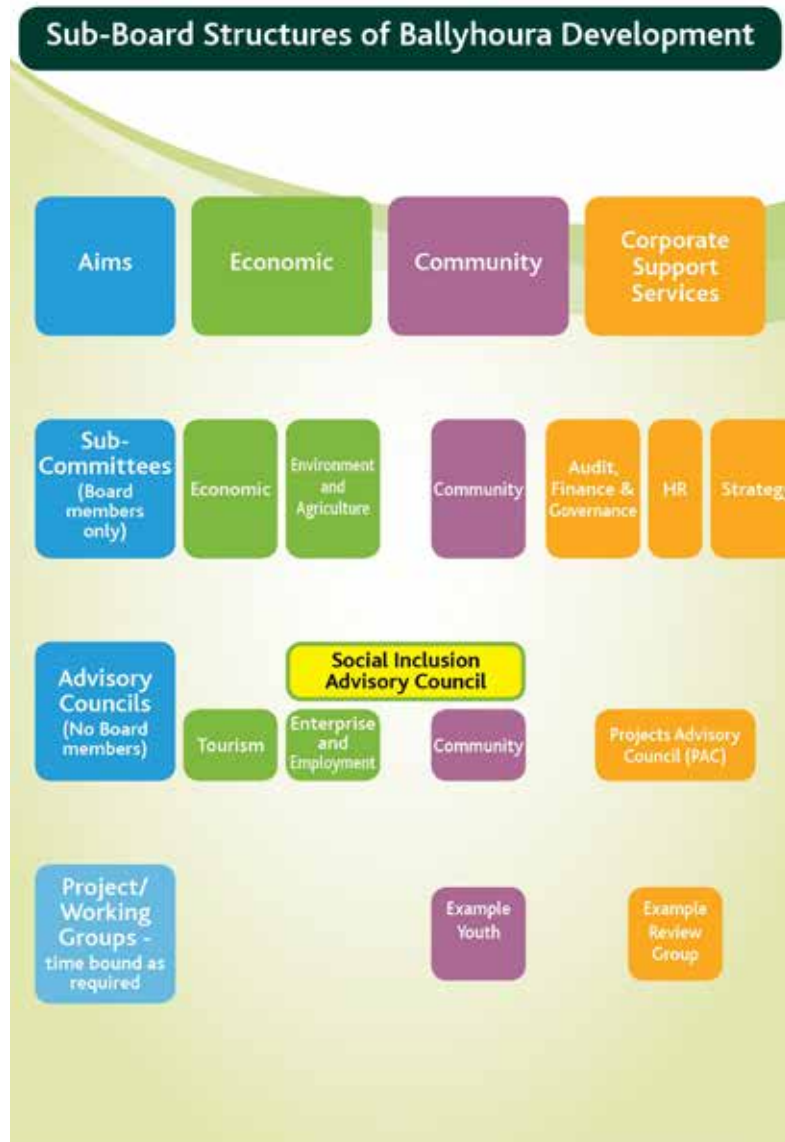 Sub-Board Structures of Ballyhoura Development
Aims
Economic
Community
Corporate
Support
Services
Sub-
Committees
(Board
members
only)
Economic
Environment
and
Agriculture
Community
Audit,
Finance &
Governance
HR
Strateg
Advisory
Councils
(No Board
members)
Social Inclusion
Advisory Council
Tourism
Enterprise
and
Employment
Community
Projects Advisory
Council (PAC)
Project/
Working
Groups -
time bound as
required
Example
Youth
Example
Review
Group